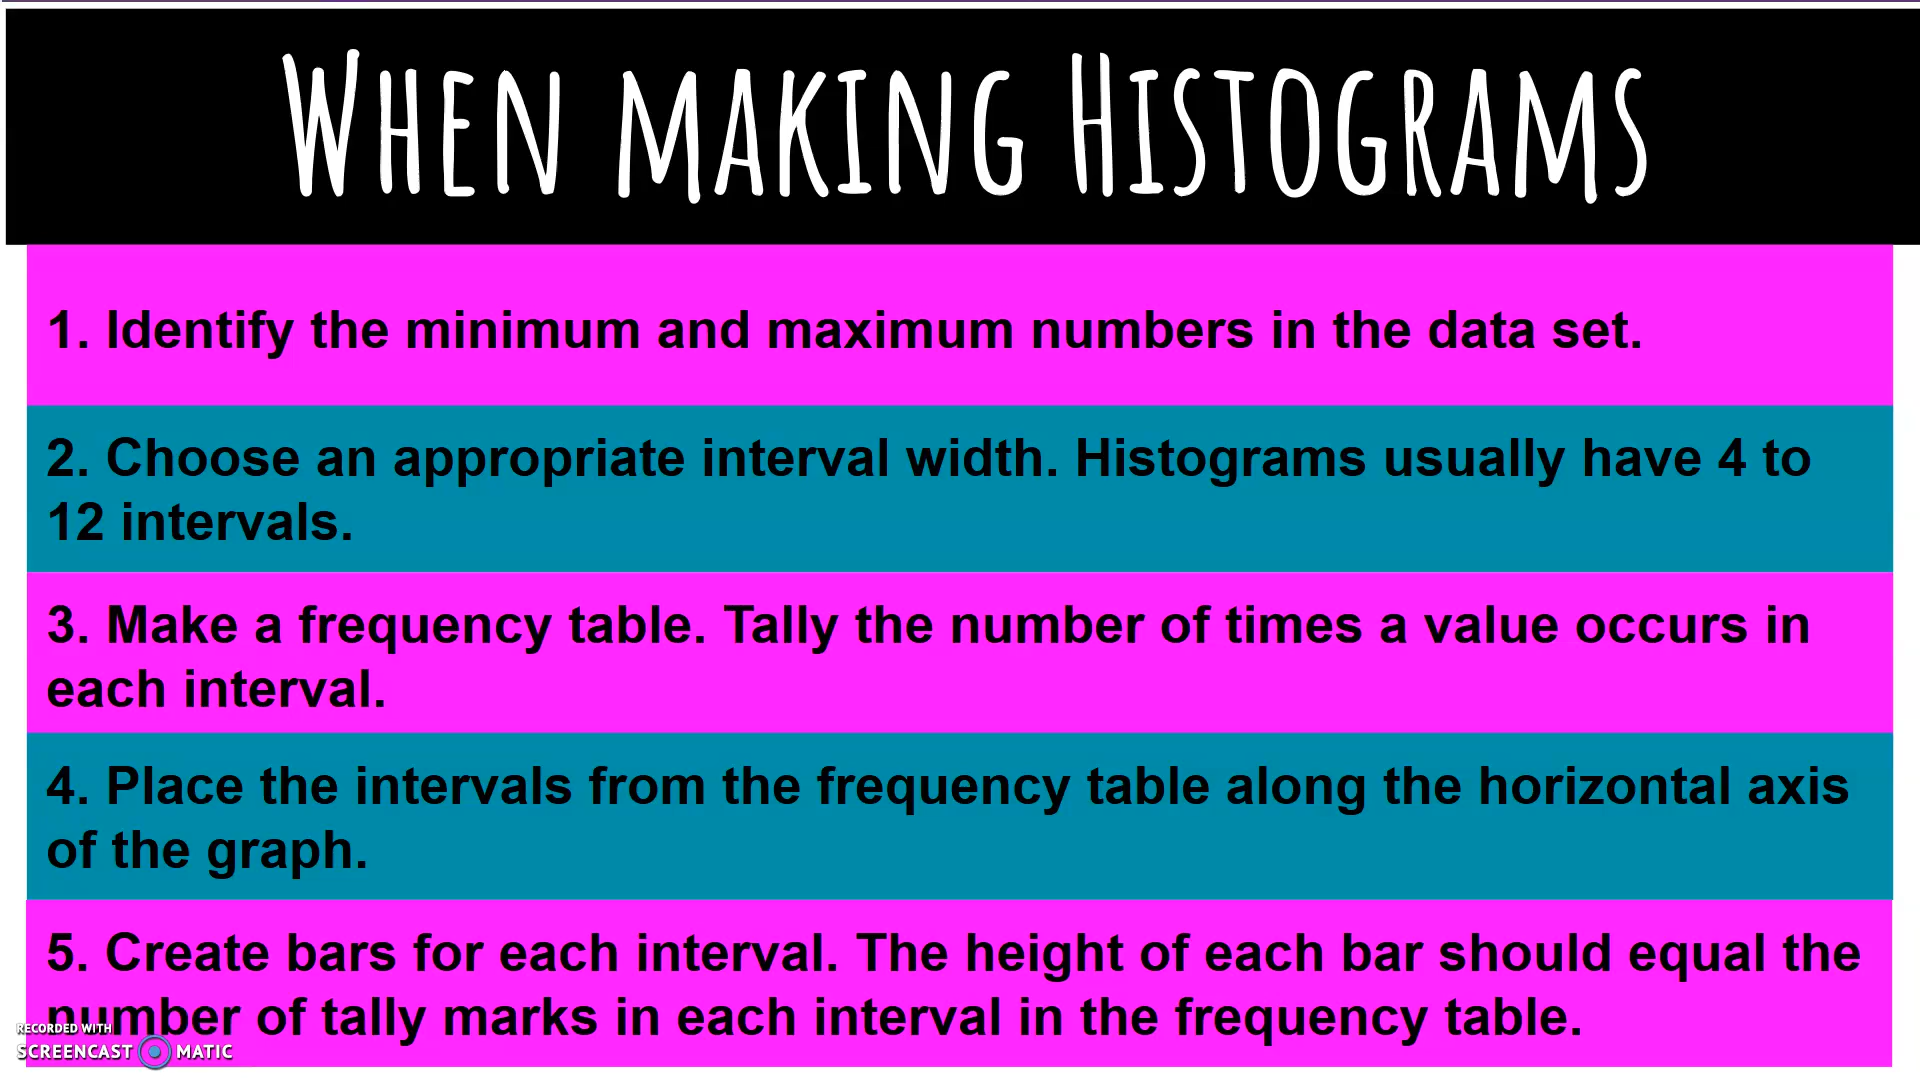 When making Histograms
1. Identify the minimum and maximum numbers in the data set.
2. Choose an appropriate interval width. Histograms usually have 4 to
12 intervals.
3. Make a frequency table. Tally the number of times a value occurs in
each interval.
4. Place the intervals from the frequency table along the horizontal axis
of the graph.
5. Create bars for each interval. The height of each bar should equal the
number of tally marks in each interval in the frequency table.
RECORDED WITH
SCREENCAST MATIC